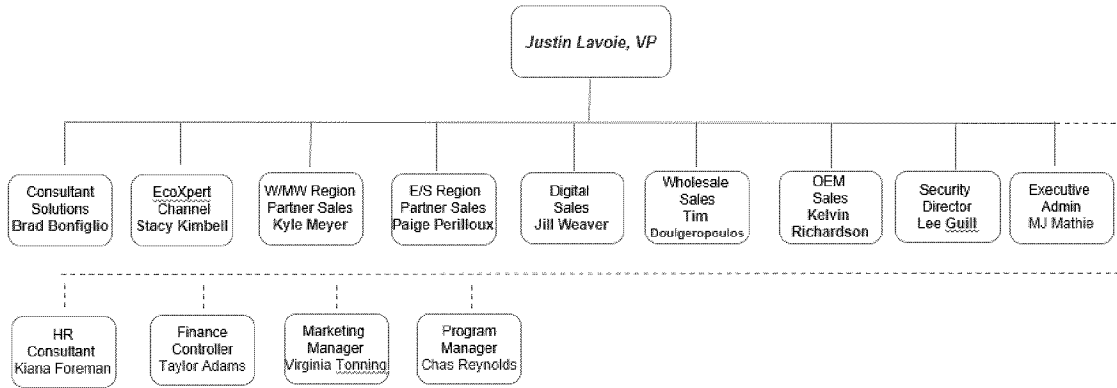 Justin Lavoie, VP
Consultant
Solutions
Brad Bonfiglio
EcoXpert
Channel
Stacy Kimbell
W/MW Region
Partner Sales
Kyle Meyer
E/S Region
Partner Sales
Paige Perilloux
Digital
Sales
Jill Weaver
Wholesale
Sales
Tim
Doulgeropoulos
OEM
Sales
Kelvin
Richardson
Security
Director
Lee Guill
Executive
Admin
MJ Mathie
HR
Consultant
Kiana Foreman
Finance
Controller
Taylor Adams
Marketing
Manager
Virginia Tonning
Program
Manager
Chas Reynolds